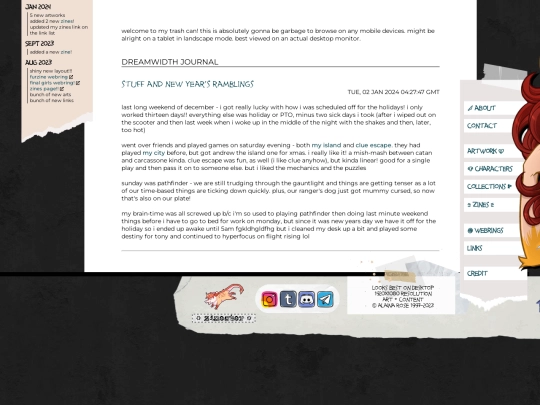 JAN 2024
5 new artworks
added 2 new zines!
updated my zines link on
the link list
SEPT 2023
added a new zine!
AUG 2023
shiny new layout!!
furzine webring
final girls webring!
zines page!!
bunch of new arts
bunch of new links
welcome to my trash can! this is absolutely gonna be garbage to browse on any mobile devices. might be
alright on a tablet in landscape mode. best viewed on an actual desktop monitor.
DREAMWIDTH JOURNAL
STUFF AND NEW YEAR'S RAMBLINGS
TUE, 02 JAN 2024 04:27:47 GMT
last long weekend of december - i got really lucky with how i was scheduled off for the holidays! i only
worked thirteen days!! everything else was holiday or PTO, minus two sick days i took (after i wiped out on
the scooter and then last week when i woke up in the middle of the night with the shakes and then, later,
too hot)
went over friends and played games on saturday evening - both my island and clue escape. they had
played my city before, but got andrew the island one for xmas. i really like it! a mish-mash between catan
and carcassone kinda. clue escape was fun, as well (i like clue anyhow), but kinda linear! good for a single
play and then pass it on to someone else. but i liked the mechanics and the puzzles
sunday was pathfinder - we are still trudging through the gauntlight and things are getting tenser as a lot
of our time-based things are ticking down quickly. plus, our ranger's dog just got mummy cursed, so now
that's also on our plate!
my brain-time was all screwed up b/c i'm so used to playing pathfinder then doing last minute weekend
things before i have to go to bed for work on monday, but since it was new years day we have it off for the
holiday so i ended up awake until 5am fgkldhgldfhg but i cleaned my desk up a bit and played some
destiny for tony and continued to hyperfocus on flight rising lol
ABOUT
CONTACT
ARTWORK
CHARACTERS
COLLECTIONS
ZINES
WEBRINGS
LINKS
CREDIT
LOOKS BEST ON DESKTOP
1920X1080 RESOLUTION
ART + CONTENT
© ALANA ROSE 1997-2023